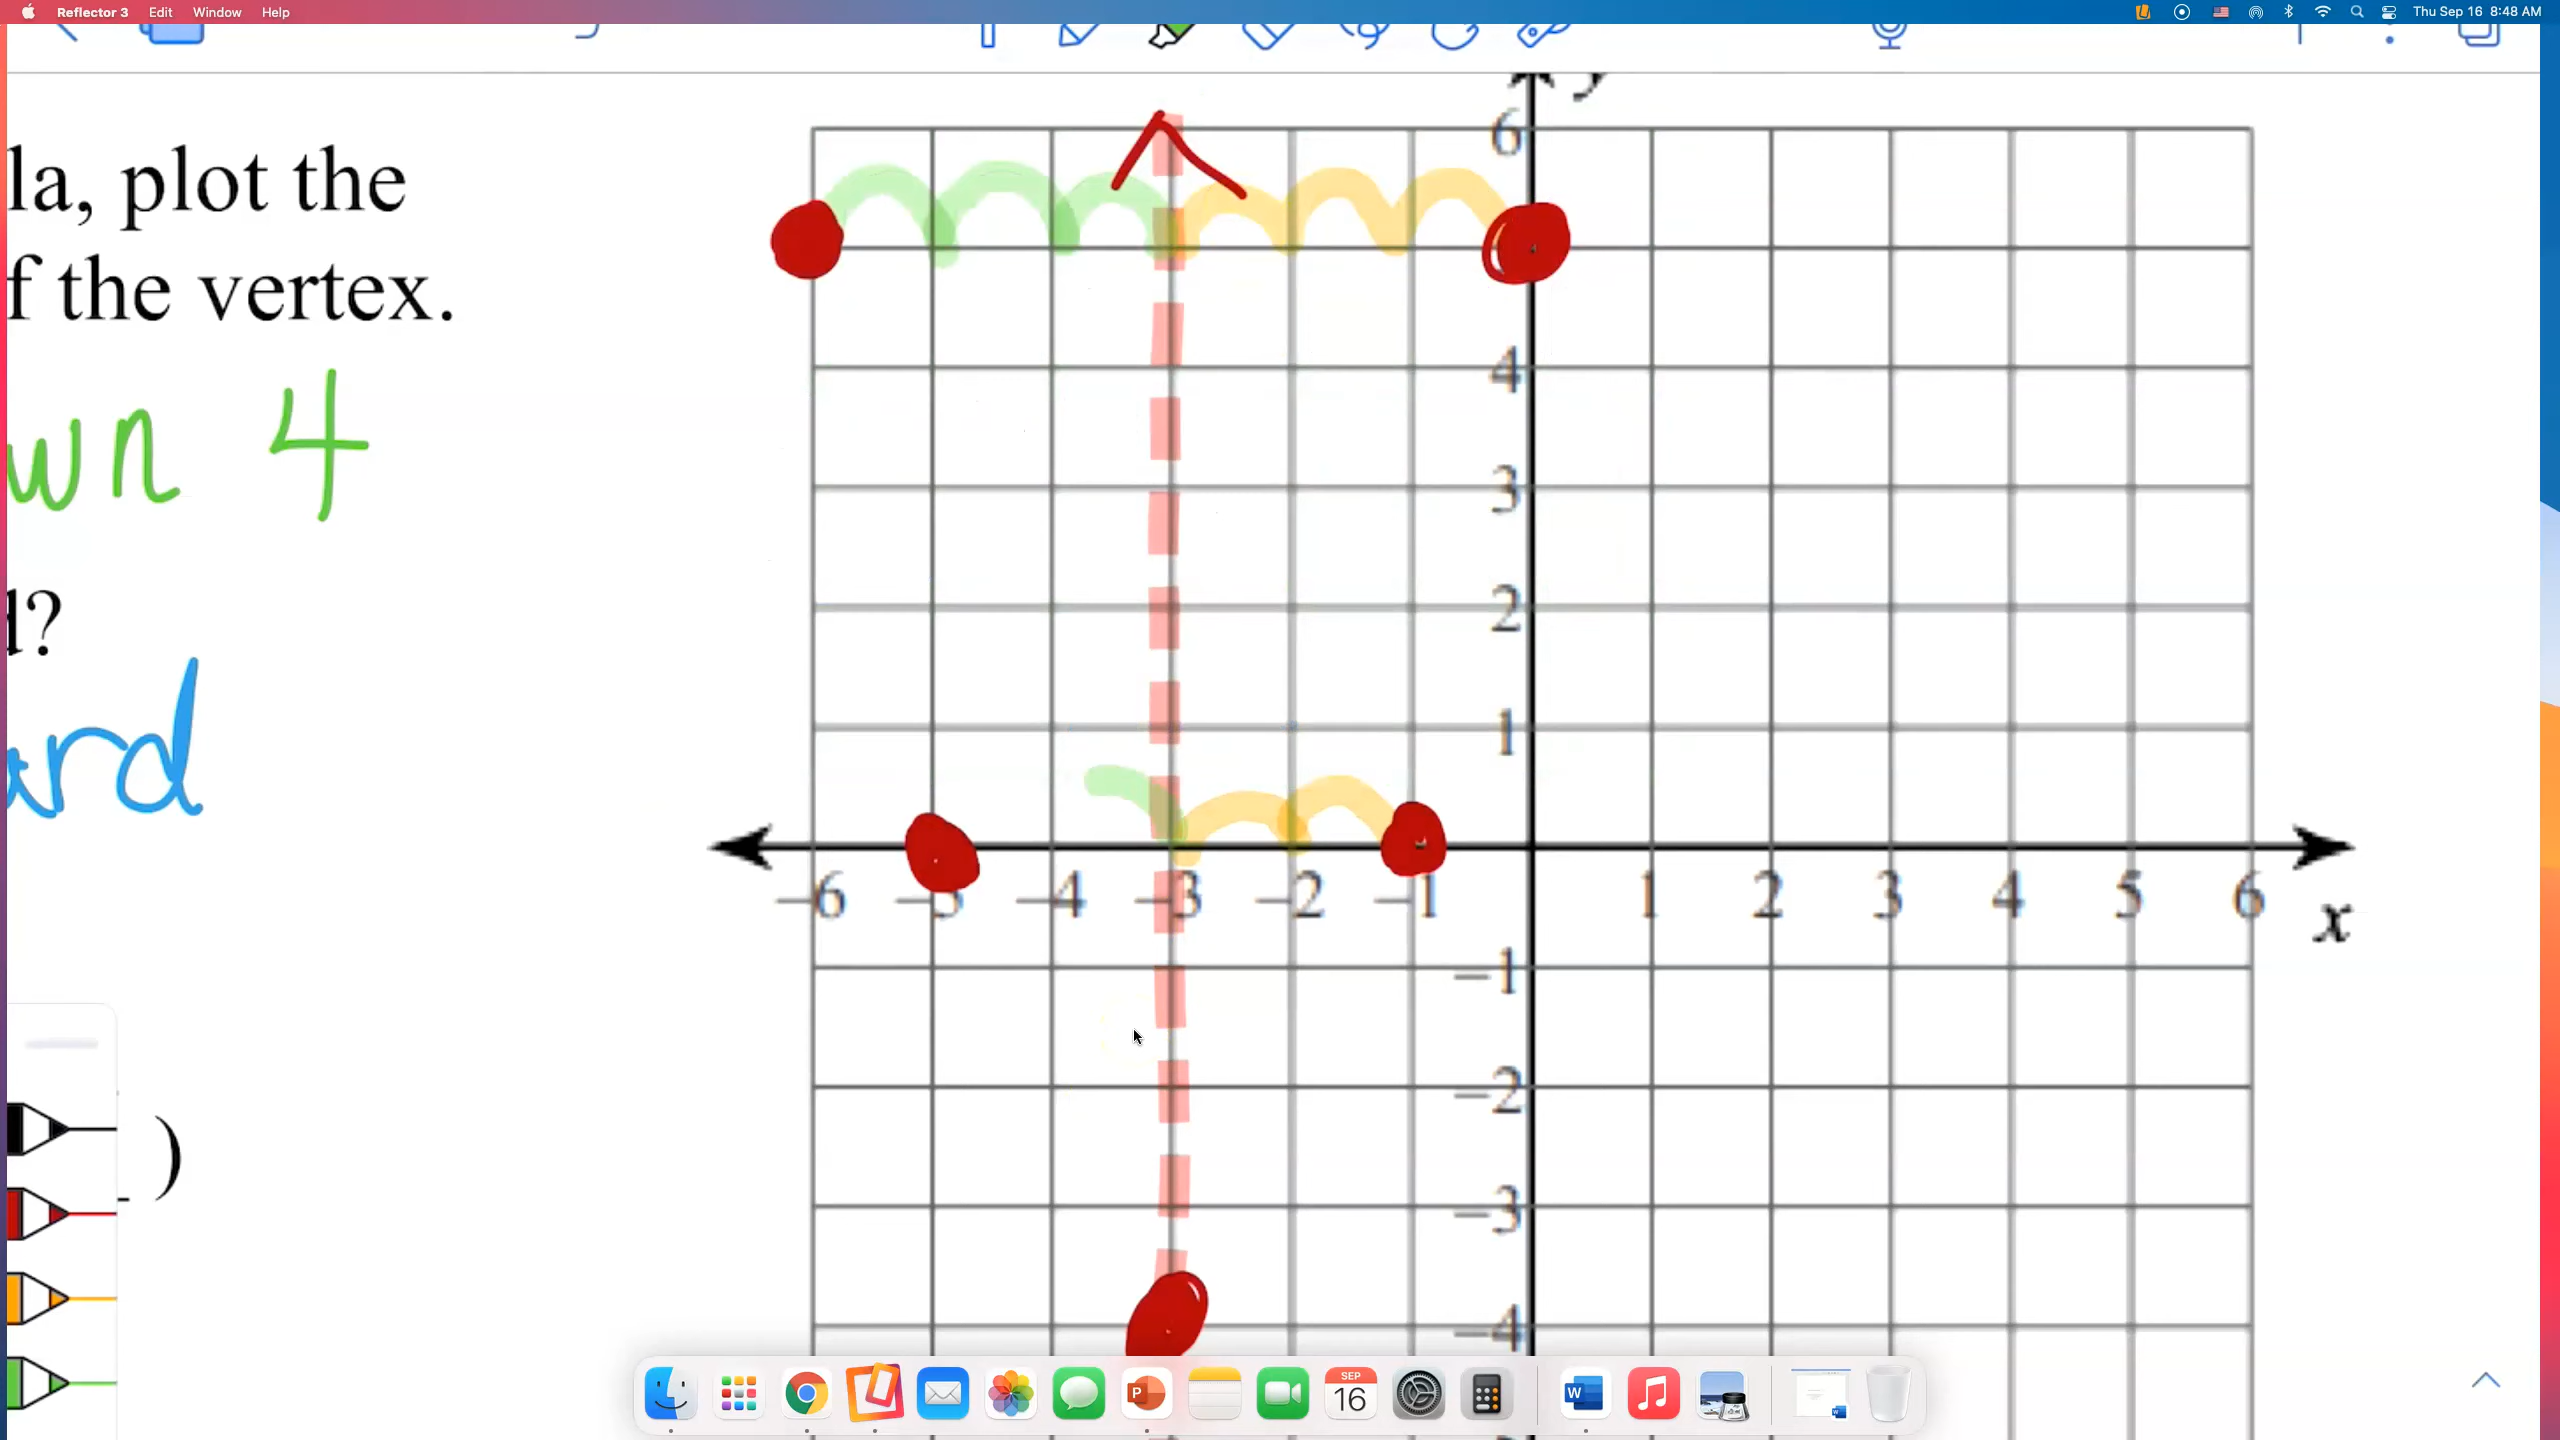 Reflector 3 Edit Window Help
Thu Sep 16 8:48 AM
la, plot the
f the vertex.
wn 4
d?
ard
)
y
6
4
3
2
1
-6 -5 -4 -3 -2 -1 1 2 3 4 5 6
x
-1
-2
-3
-4
P
SEP
16
W